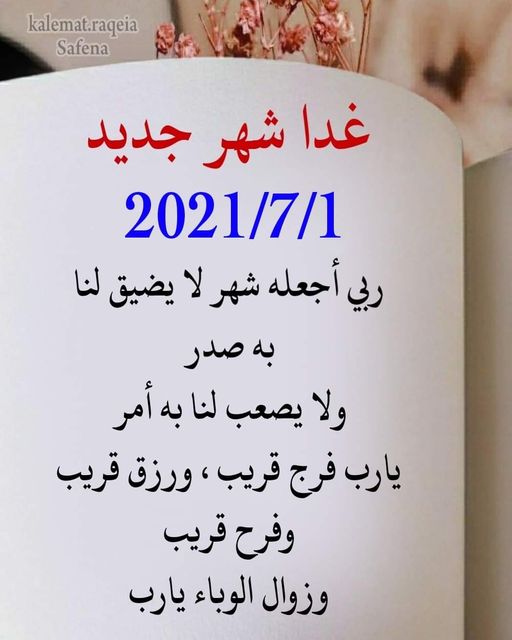 kalemat.raqeia
Safena
غدا شهر جديد
2021/7/1
ربي أجعله شهر لا يضيق لنا
به صدر
ولا يصعب لنا به أمر
يارب فرج قريب ، ورزق قريب
وفرح قريب
وزوال الوباء يارب